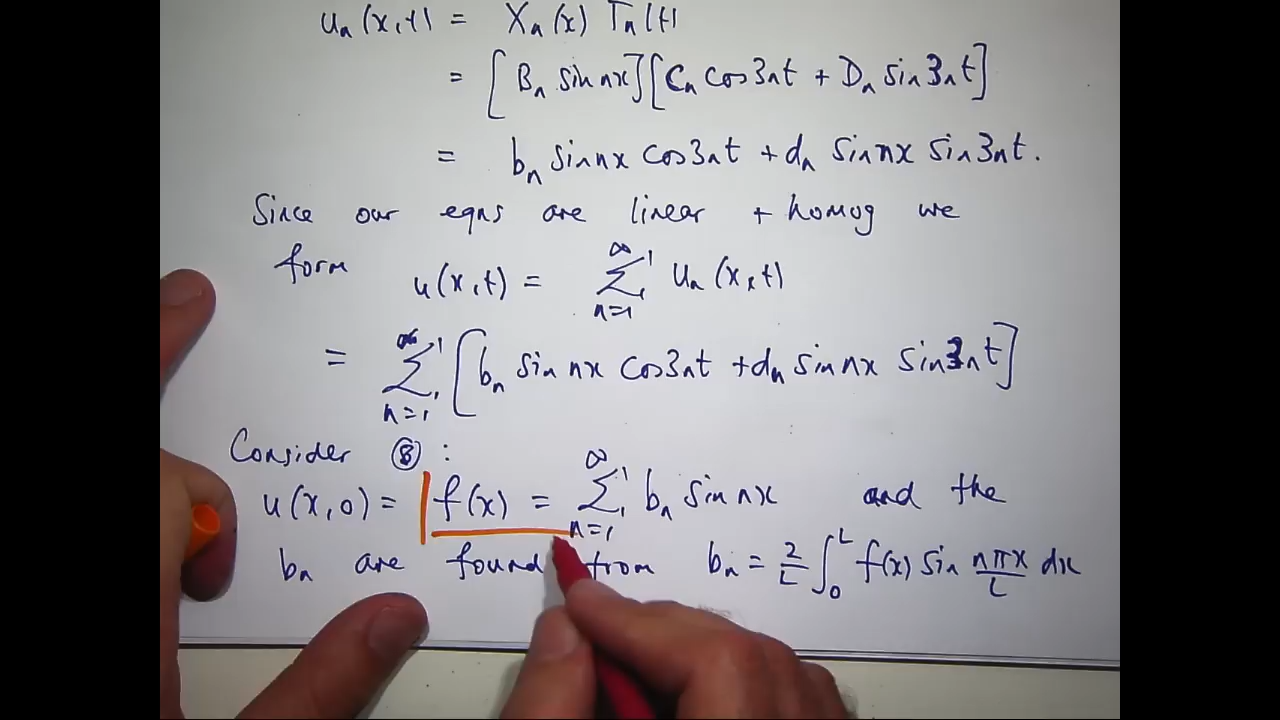 uₙ(x,t) = Xₙ(x) Tₙ(t)
= [Bₙ sin nx][Cₙ cos 3nt + Dₙ sin 3nt]
= bₙ sin nx cos 3nt + dₙ sin nx sin 3nt.
Since our eqns are linear + homog we
form u(x,t) = ∑_{n=1}^{∞} uₙ(x,t)
= ∑_{n=1}^{∞} [bₙ sin nx cos 3nt + dₙ sin nx sin 3nt]
Consider ⑧ :
u(x,0) = f(x) = ∑_{n=1}^{∞} bₙ sin nx and the
bₙ are found from bₙ = 2/L ∫₀ᴸ f(x) sin nπx/L dx